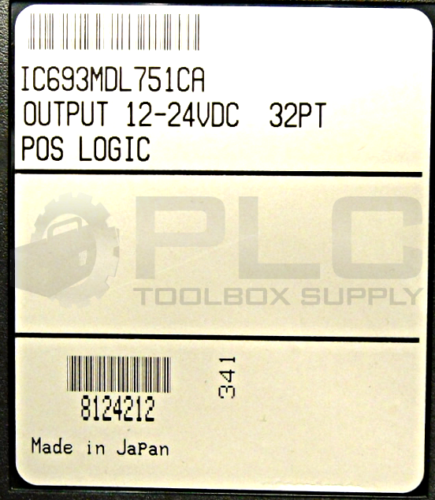 IC693MDL751CA
OUTPUT 12-24VDC 32PT
POS LOGIC
PLC
TOOLBOX SUPPLY
341
8124212
Made in Japan